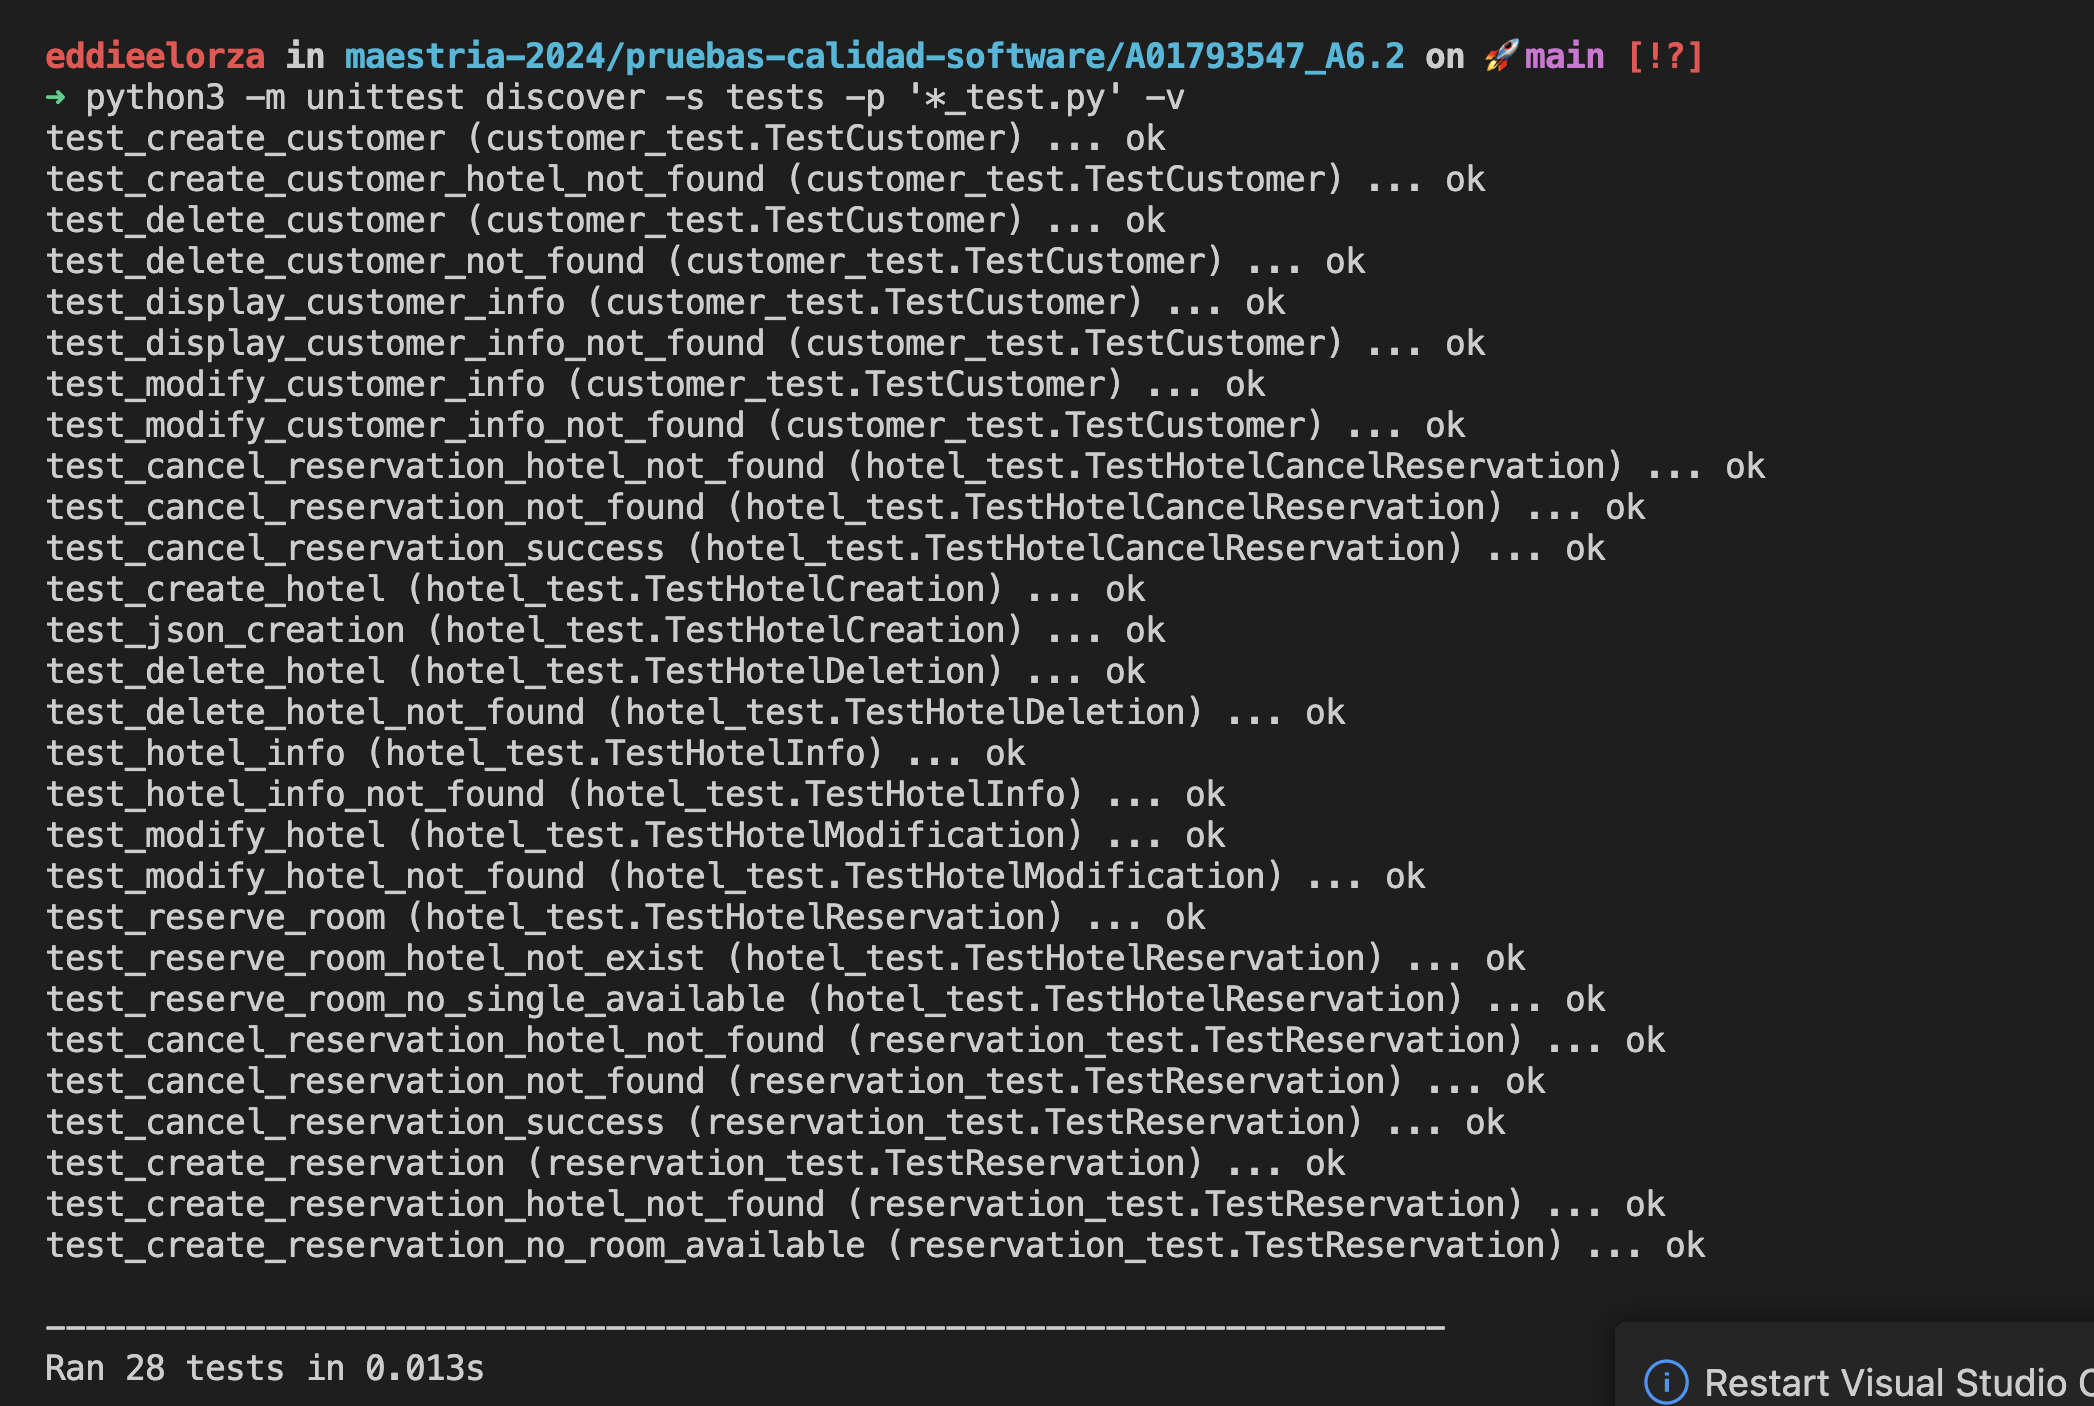 eddieelorza in maestria-2024/pruebas-calidad-software/A01793547_A6.2 on 🚀main [!?]
➜ python3 -m unittest discover -s tests -p '*_test.py' -v
test_create_customer (customer_test.TestCustomer) ... ok
test_create_customer_hotel_not_found (customer_test.TestCustomer) ... ok
test_delete_customer (customer_test.TestCustomer) ... ok
test_delete_customer_not_found (customer_test.TestCustomer) ... ok
test_display_customer_info (customer_test.TestCustomer) ... ok
test_display_customer_info_not_found (customer_test.TestCustomer) ... ok
test_modify_customer_info (customer_test.TestCustomer) ... ok
test_modify_customer_info_not_found (customer_test.TestCustomer) ... ok
test_cancel_reservation_hotel_not_found (hotel_test.TestHotelCancelReservation) ... ok
test_cancel_reservation_not_found (hotel_test.TestHotelCancelReservation) ... ok
test_cancel_reservation_success (hotel_test.TestHotelCancelReservation) ... ok
test_create_hotel (hotel_test.TestHotelCreation) ... ok
test_json_creation (hotel_test.TestHotelCreation) ... ok
test_delete_hotel (hotel_test.TestHotelDeletion) ... ok
test_delete_hotel_not_found (hotel_test.TestHotelDeletion) ... ok
test_hotel_info (hotel_test.TestHotelInfo) ... ok
test_hotel_info_not_found (hotel_test.TestHotelInfo) ... ok
test_modify_hotel (hotel_test.TestHotelModification) ... ok
test_modify_hotel_not_found (hotel_test.TestHotelModification) ... ok
test_reserve_room (hotel_test.TestHotelReservation) ... ok
test_reserve_room_hotel_not_exist (hotel_test.TestHotelReservation) ... ok
test_reserve_room_no_single_available (hotel_test.TestHotelReservation) ... ok
test_cancel_reservation_hotel_not_found (reservation_test.TestReservation) ... ok
test_cancel_reservation_not_found (reservation_test.TestReservation) ... ok
test_cancel_reservation_success (reservation_test.TestReservation) ... ok
test_create_reservation (reservation_test.TestReservation) ... ok
test_create_reservation_hotel_not_found (reservation_test.TestReservation) ... ok
test_create_reservation_no_room_available (reservation_test.TestReservation) ... ok
----------------------------------------------------------------------
Ran 28 tests in 0.013s
Restart Visual Studio